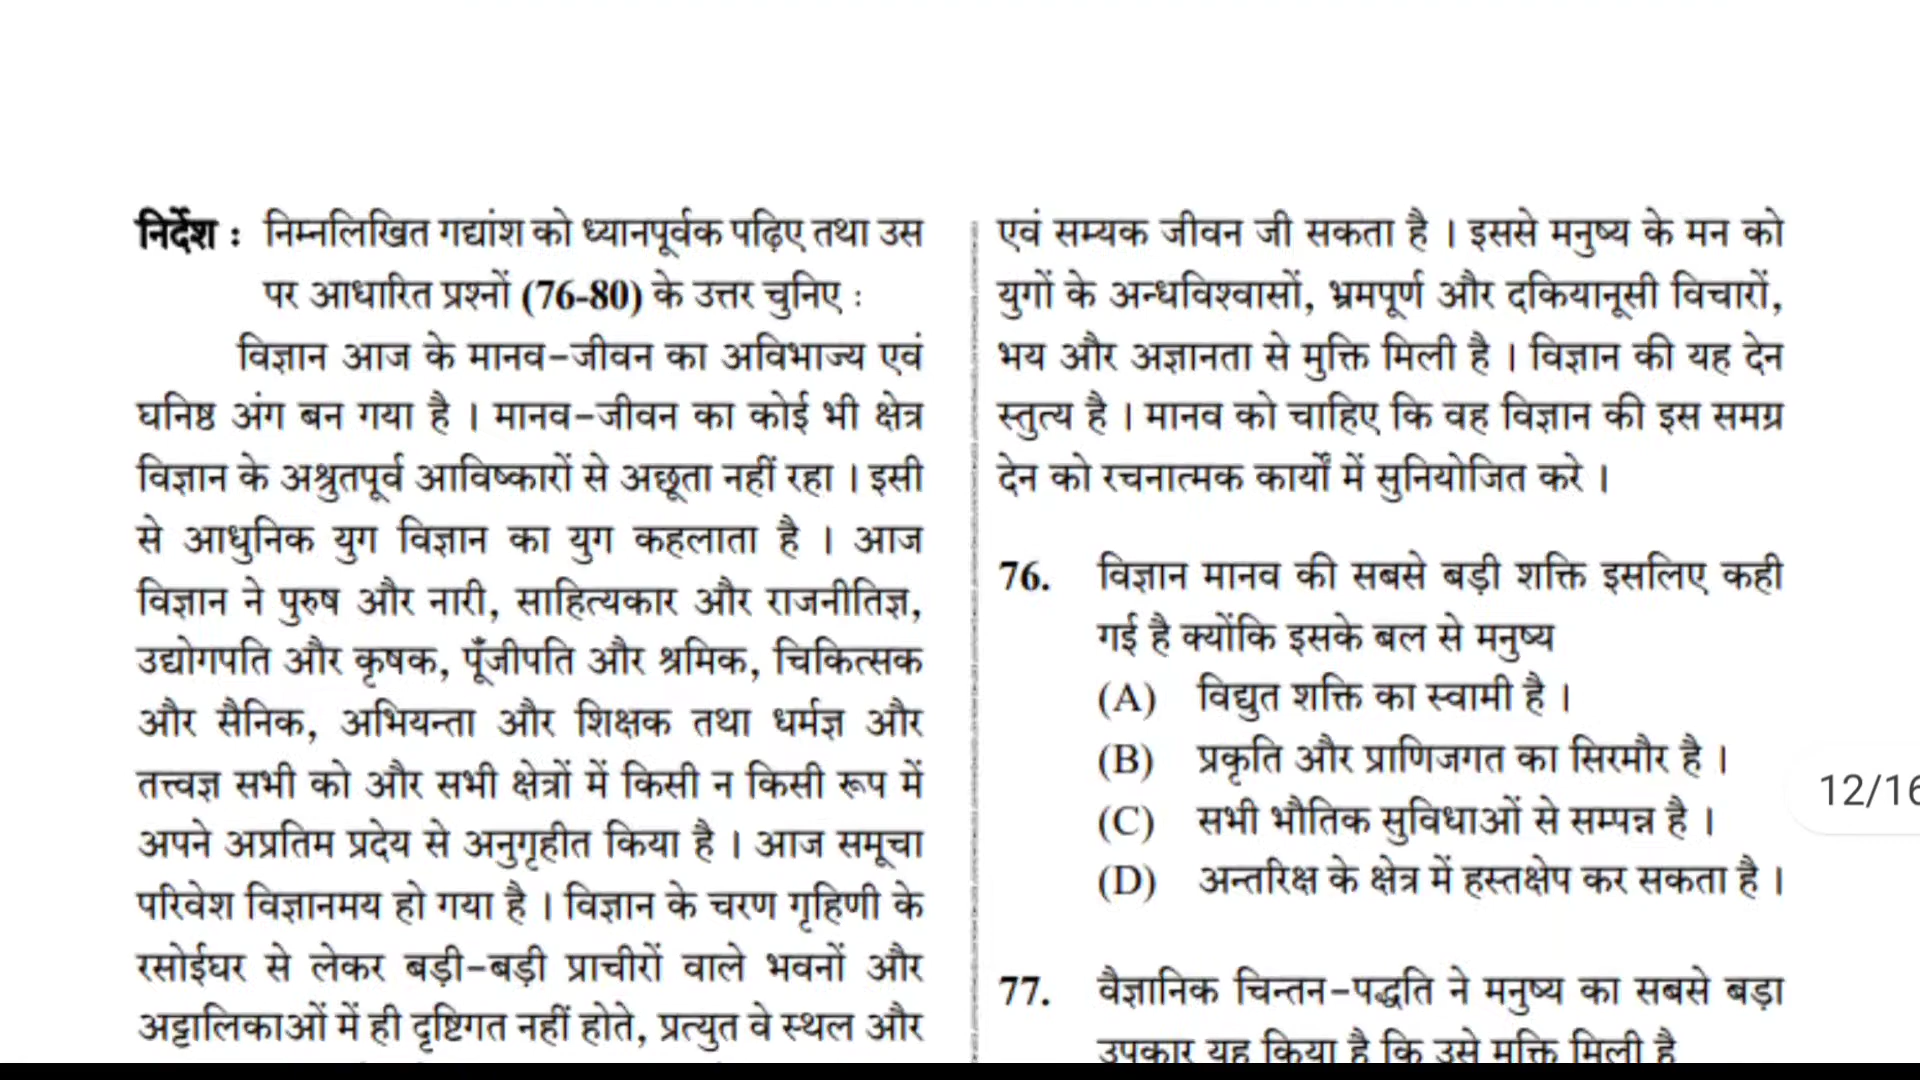 निर्देश : निम्नलिखित गद्यांश को ध्यानपूर्वक पढ़िए तथा उस
पर आधारित प्रश्नों (76-80) के उत्तर चुनिए :
विज्ञान आज के मानव-जीवन का अविभाज्य एवं
घनिष्ठ अंग बन गया है । मानव-जीवन का कोई भी क्षेत्र
विज्ञान के अश्रुतपूर्व आविष्कारों से अछूता नहीं रहा । इसी
से आधुनिक युग विज्ञान का युग कहलाता है । आज
विज्ञान ने पुरुष और नारी, साहित्यकार और राजनीतिज्ञ,
उद्योगपति और कृषक, पूँजीपति और श्रमिक, चिकित्सक
और सैनिक, अभियन्ता और शिक्षक तथा धर्मज्ञ और
तत्त्वज्ञ सभी को और सभी क्षेत्रों में किसी न किसी रूप में
अपने अप्रतिम प्रदेय से अनुगृहीत किया है । आज समूचा
परिवेश विज्ञानमय हो गया है । विज्ञान के चरण गृहिणी के
रसोईघर से लेकर बड़ी-बड़ी प्राचीरों वाले भवनों और
अट्टालिकाओं में ही दृष्टिगत नहीं होते, प्रत्युत वे स्थल और
एवं सम्यक जीवन जी सकता है । इससे मनुष्य के मन को
युगों के अन्धविश्वासों, भ्रमपूर्ण और दकियानूसी विचारों,
भय और अज्ञानता से मुक्ति मिली है । विज्ञान की यह देन
स्तुत्य है । मानव को चाहिए कि वह विज्ञान की इस समग्र
देन को रचनात्मक कार्यों में सुनियोजित करे ।
76. विज्ञान मानव की सबसे बड़ी शक्ति इसलिए कही
गई है क्योंकि इसके बल से मनुष्य
(A) विद्युत शक्ति का स्वामी है ।
(B) प्रकृति और प्राणिजगत का सिरमौर है ।
(C) सभी भौतिक सुविधाओं से सम्पन्न है ।
(D) अन्तरिक्ष के क्षेत्र में हस्तक्षेप कर सकता है ।
77. वैज्ञानिक चिन्तन-पद्धति ने मनुष्य का सबसे बड़ा
उपकार यह किया है कि उसे मुक्ति मिली है
12/16